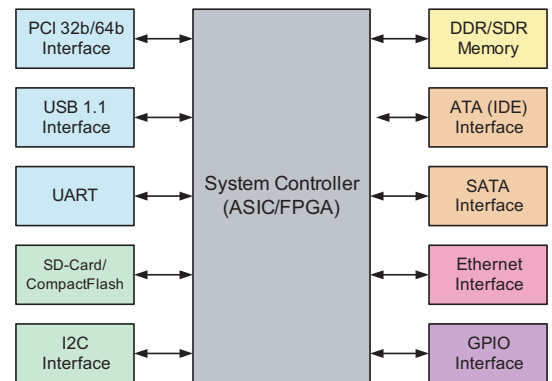 PCI 32b/64b
Interface
USB 1.1
Interface
UART
SD-Card/
CompactFlash
I2C
Interface
System Controller
(ASIC/FPGA)
DDR/SDR
Memory
ATA (IDE)
Interface
SATA
Interface
Ethernet
Interface
GPIO
Interface